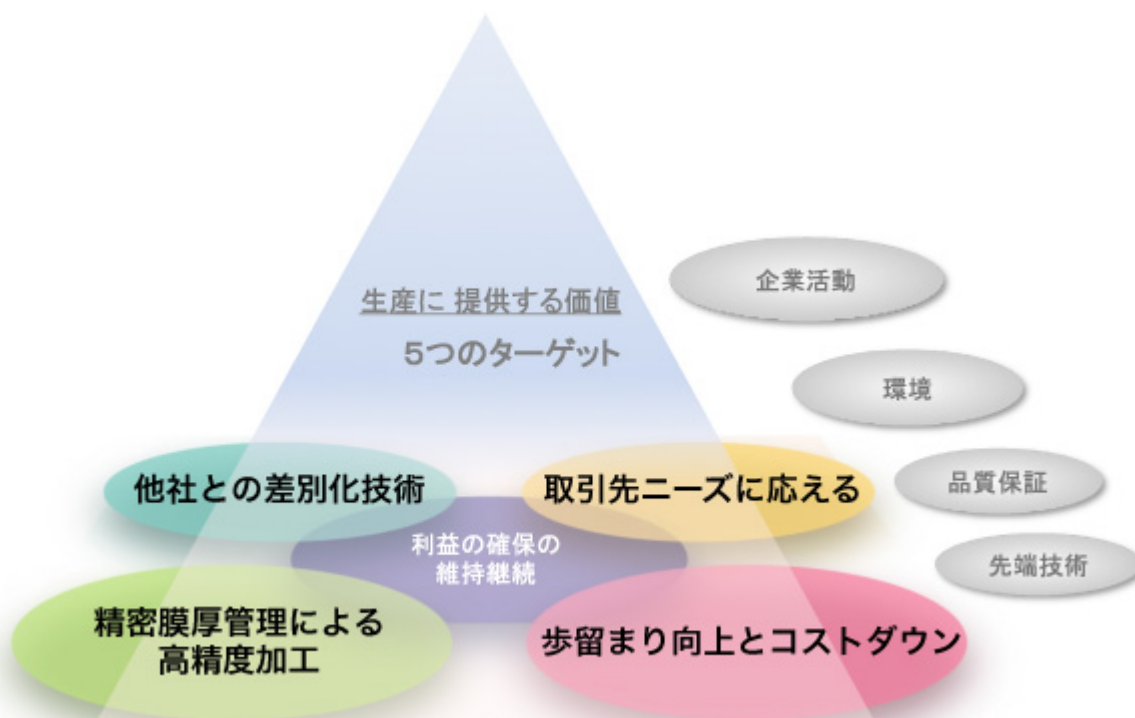 企業活動
生産に 提供する価値
5つのターゲット
環境
他社との差別化技術
取引先ニーズに応える
品質保証
利益の確保の
維持継続
先端技術
精密膜厚管理による
高精度加工
歩留まり向上とコストダウン